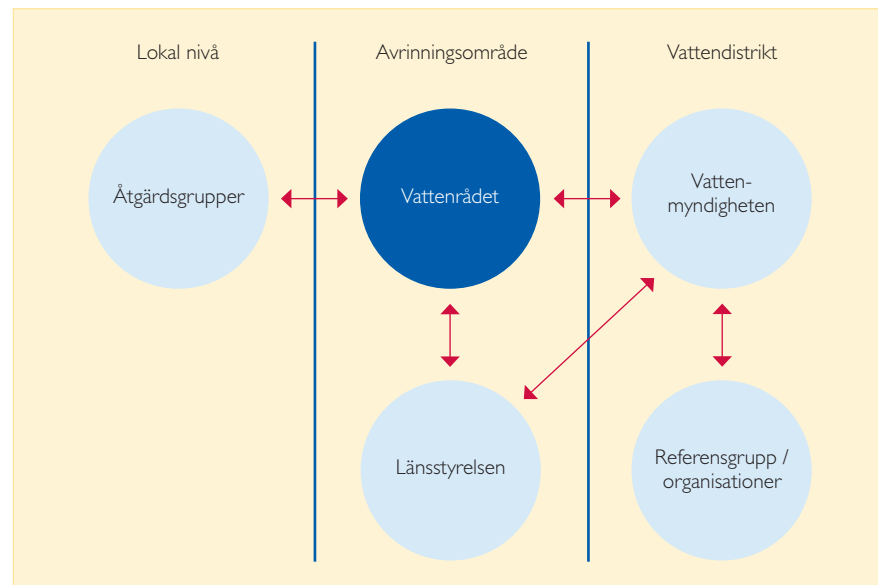 Lokal nivå
Avrinningsområde
Vattendistrikt
Åtgärdsgrupper
Vattenrådet
Vatten-
myndigheten
Länsstyrelsen
Referensgrupp /
organisationer